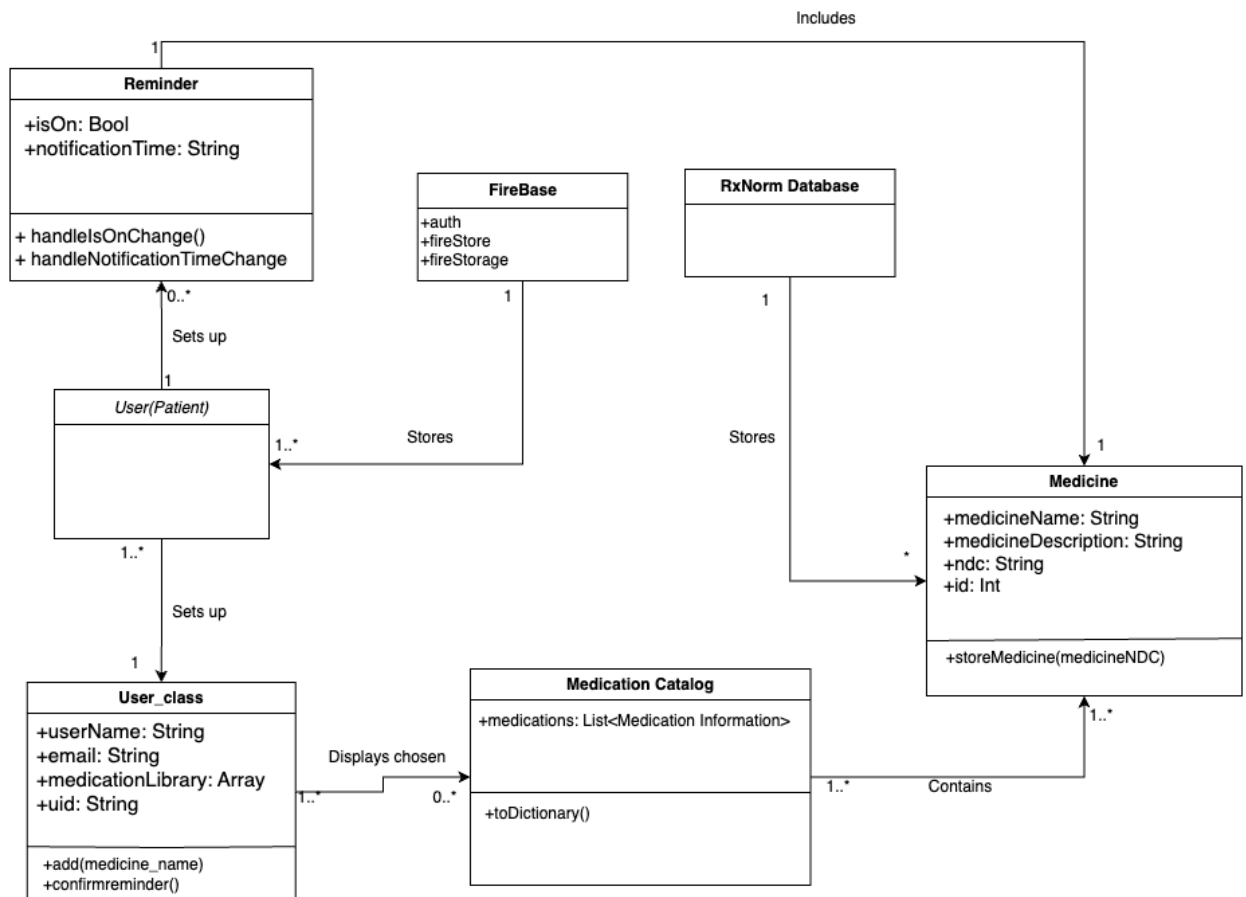 Includes
1
Reminder
+isOn: Bool
+notificationTime: String
+ handleIsOnChange()
+ handleNotificationTimeChange
0..*
Sets up
1
FireBase
+auth
+fireStore
+fireStorage
1
RxNorm Database
1
User(Patient)
1..*
Stores
Stores
1
Medicine
+medicineName: String
+medicineDescription: String
+ndc: String
+id: Int
*
+storeMedicine(medicineNDC)
1..*
1..*
Sets up
1
User_class
+userName: String
+email: String
+medicationLibrary: Array
+uid: String
+add(medicine_name)
+confirmreminder()
Displays chosen
1..*
0..*
Medication Catalog
+medications: List<Medication Information>
+toDictionary()
1..*
Contains